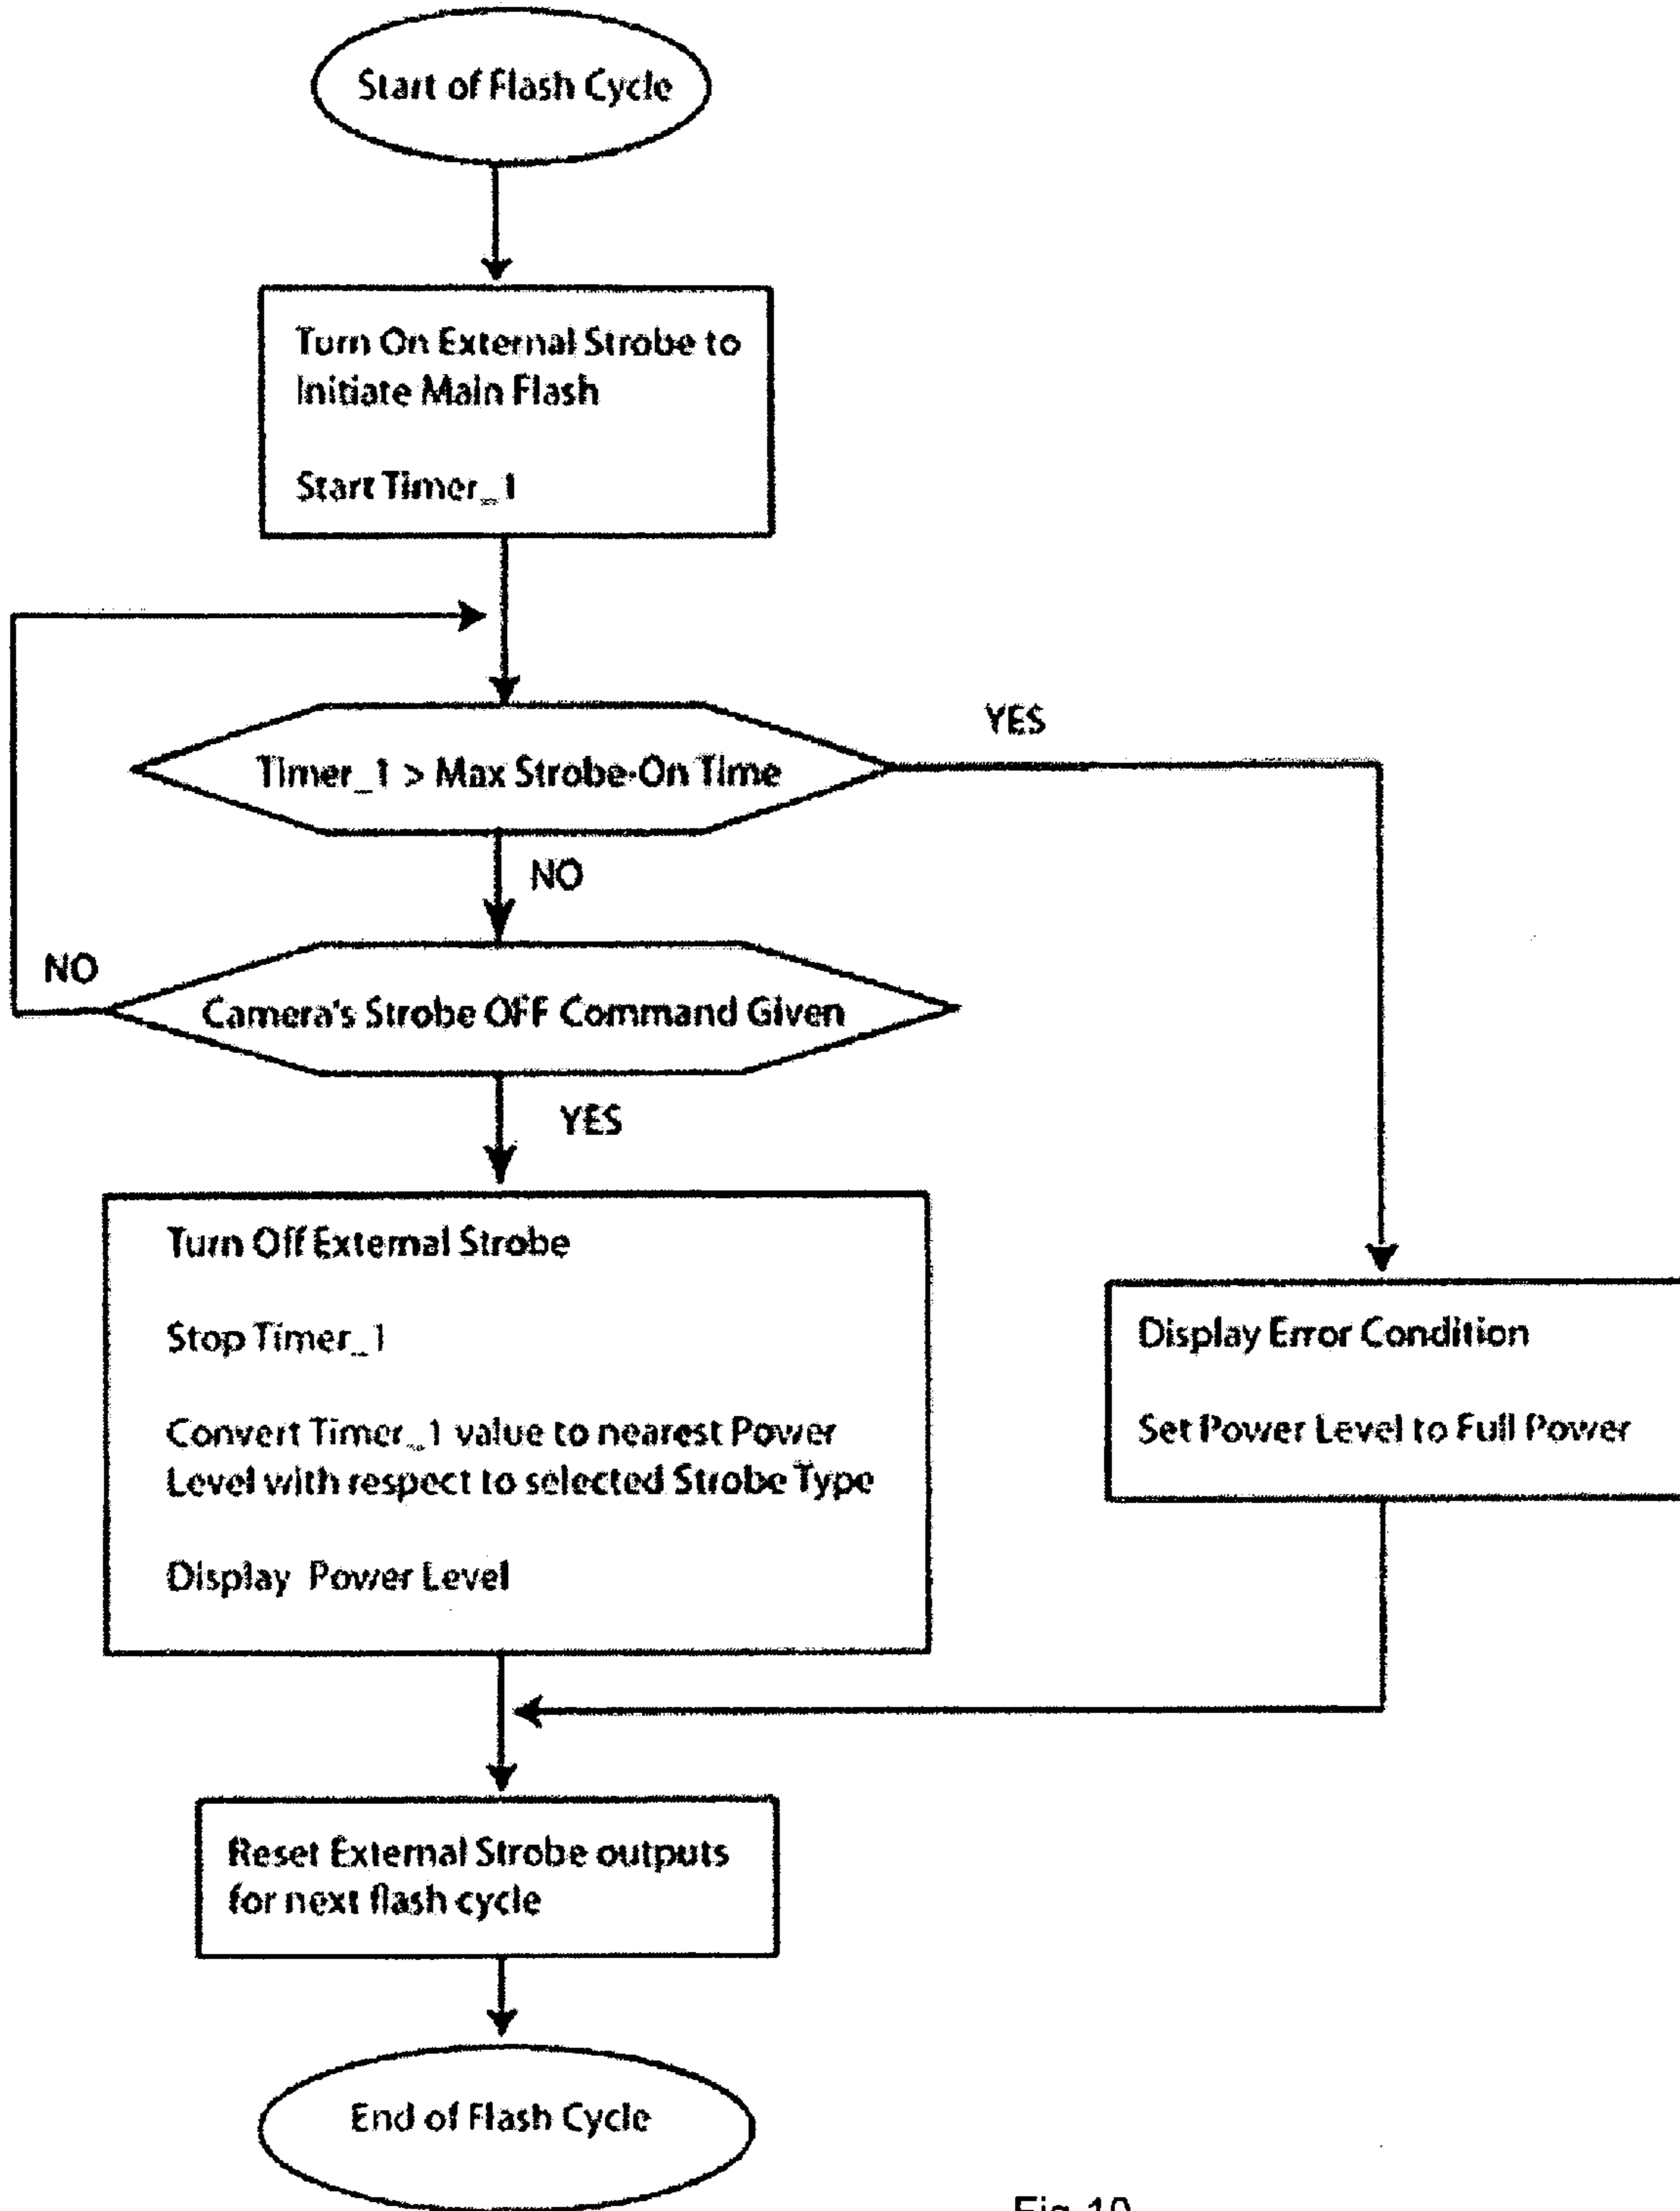 Start of Flash Cycle
Turn On External Strobe to
Initiate Main Flash
Start Timer_1
YES
Timer_1 > Max Strobe-On Time
NO
NO
Camera's Strobe OFF Command Given
YES
Turn Off External Strobe
Stop Timer_1
Convert Timer_1 value to nearest Power
Level with respect to selected Strobe Type
Display Power Level
Display Error Condition
Set Power Level to Full Power
Reset External Strobe outputs
for next flash cycle
End of Flash Cycle
Fig 10